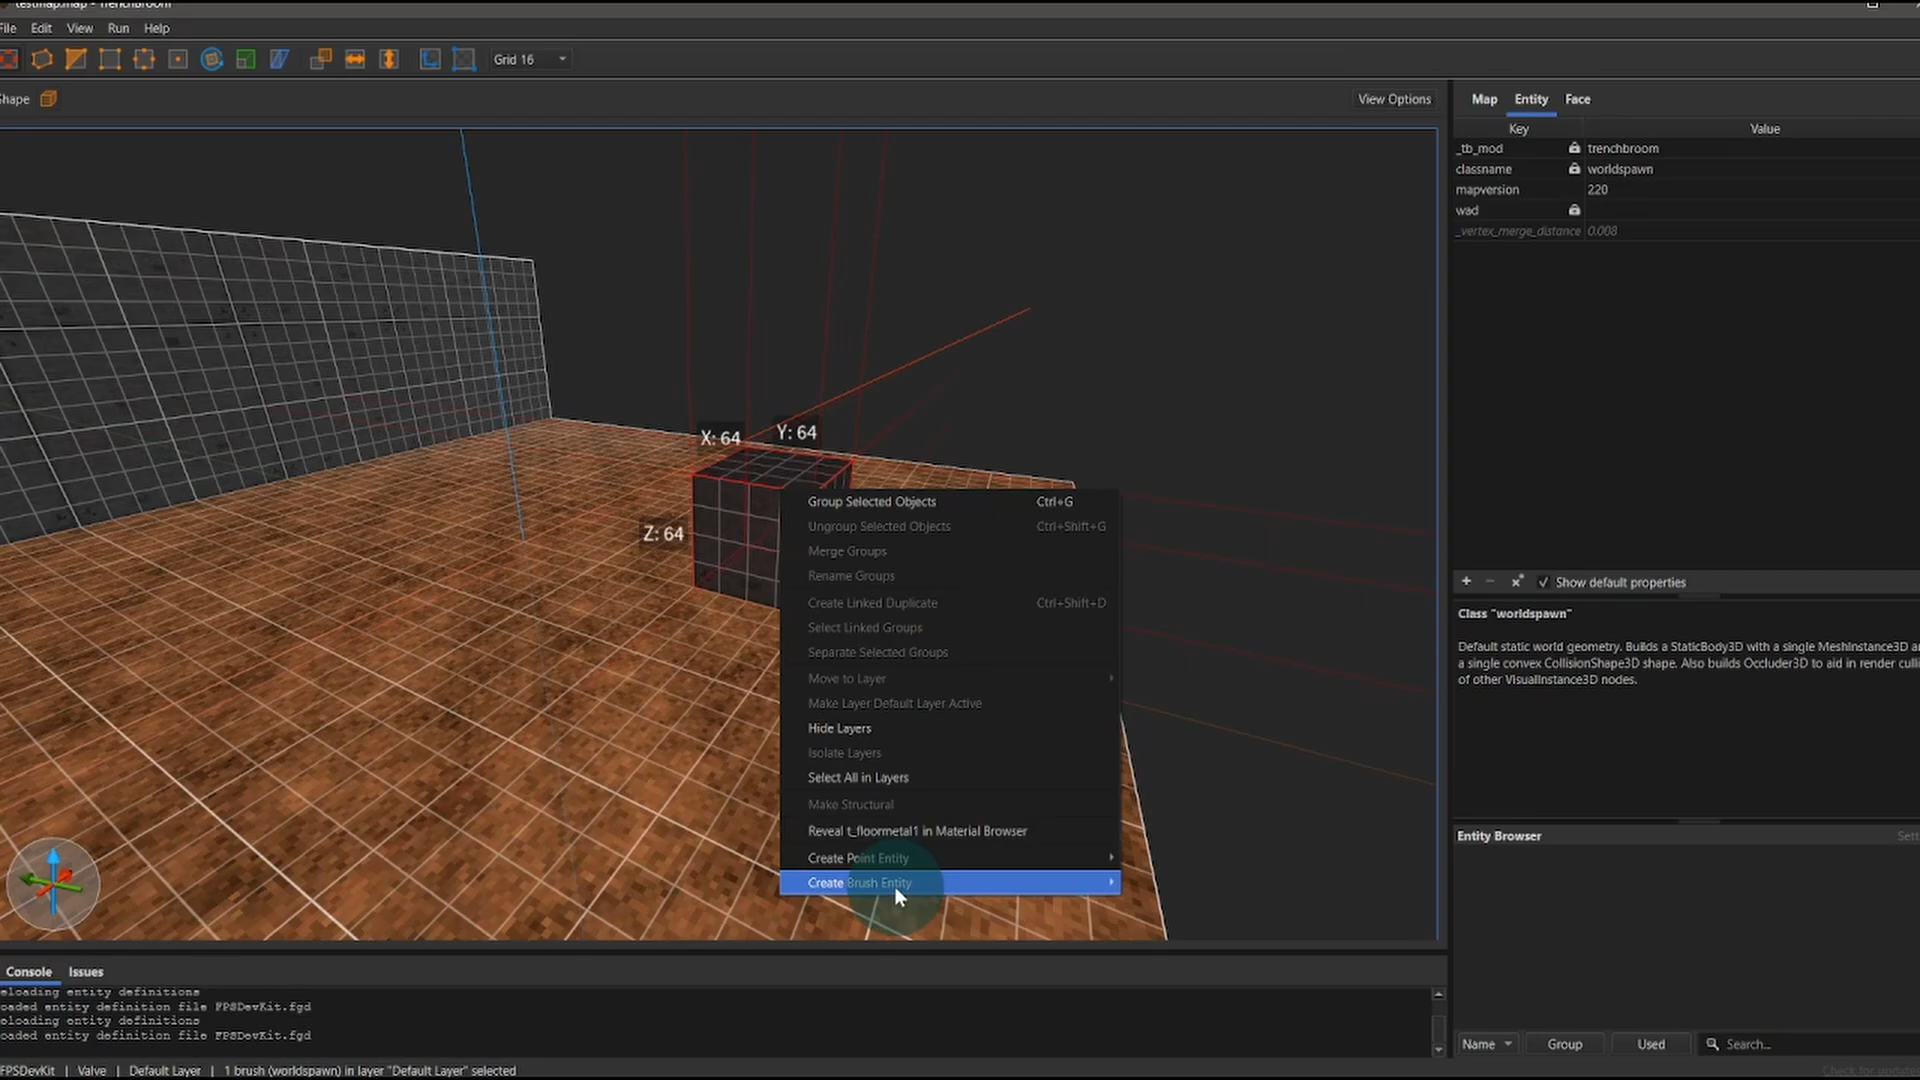 testmap.map - TrenchBroom
File Edit View Run Help
Grid 16
Shape
View Options
Map Entity Face
Key Value
_tb_mod trenchbroom
classname worldspawn
mapversion 220
wad
_vertex_merge_distance 0.008
X: 64 Y: 64
Z: 64
Group Selected Objects Ctrl+G
Ungroup Selected Objects Ctrl+Shift+G
Merge Groups
Rename Groups
Create Linked Duplicate Ctrl+Shift+D
Select Linked Groups
Separate Selected Groups
Move to Layer
Make Layer Default Layer Active
Hide Layers
Isolate Layers
Select All in Layers
Make Structural
Reveal t_floormetal1 in Material Browser
Create Point Entity
Create Brush Entity
+ − Show default properties
Class "worldspawn"
Default static world geometry. Builds a StaticBody3D with a single MeshInstance3D a
a single convex CollisionShape3D shape. Also builds Occluder3D to aid in render culli
of other VisualInstance3D nodes.
Entity Browser Sett
Name Group Used Search...
Console Issues
eloading entity definitions
oaded entity definition file FPSDevKit.fgd
eloading entity definitions
oaded entity definition file FPSDevKit.fgd
FPSDevKit | Valve | Default Layer | 1 brush (worldspawn) in layer "Default Layer" selected
Check for updates